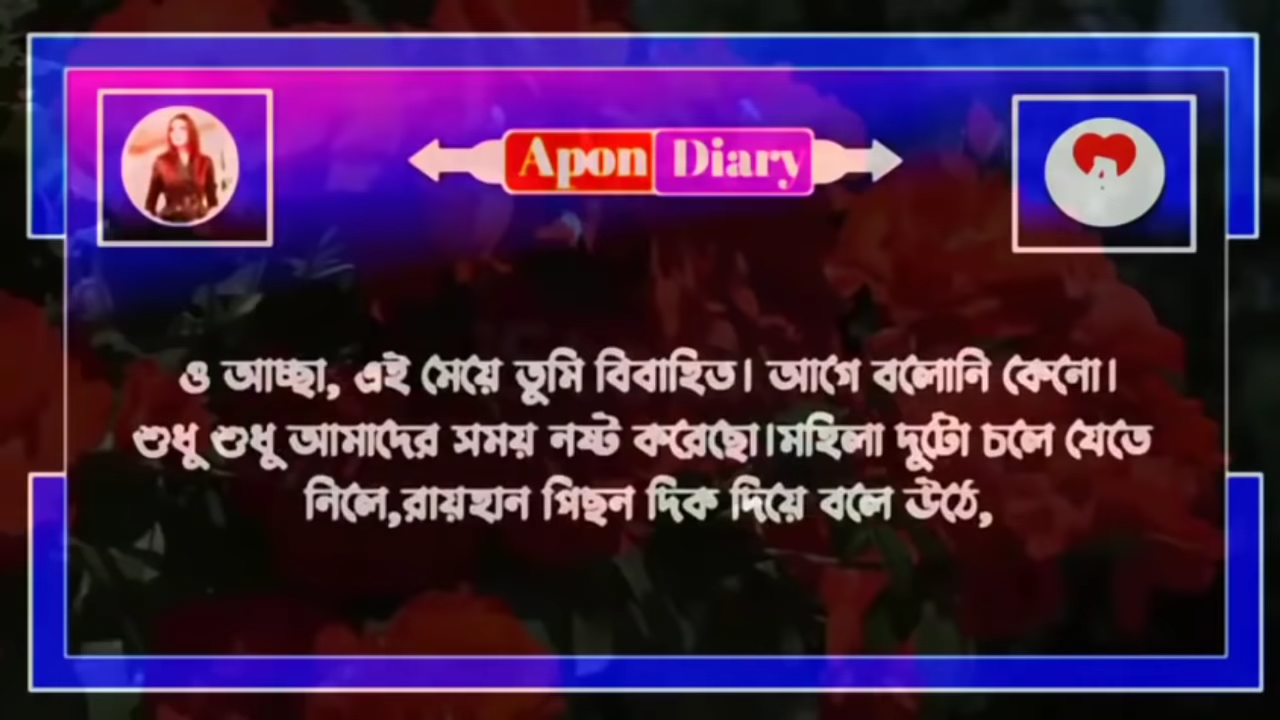 Apon Diary
ও আচ্ছা, এই মেয়ে তুমি বিবাহিত। আগে বলোনি কেনো।
শুধু শুধু আমাদের সময় নষ্ট করেছো।মহিলা দুটো চলে যেতে
নিলে,রায়হান পিছন দিক দিয়ে বলে উঠে,